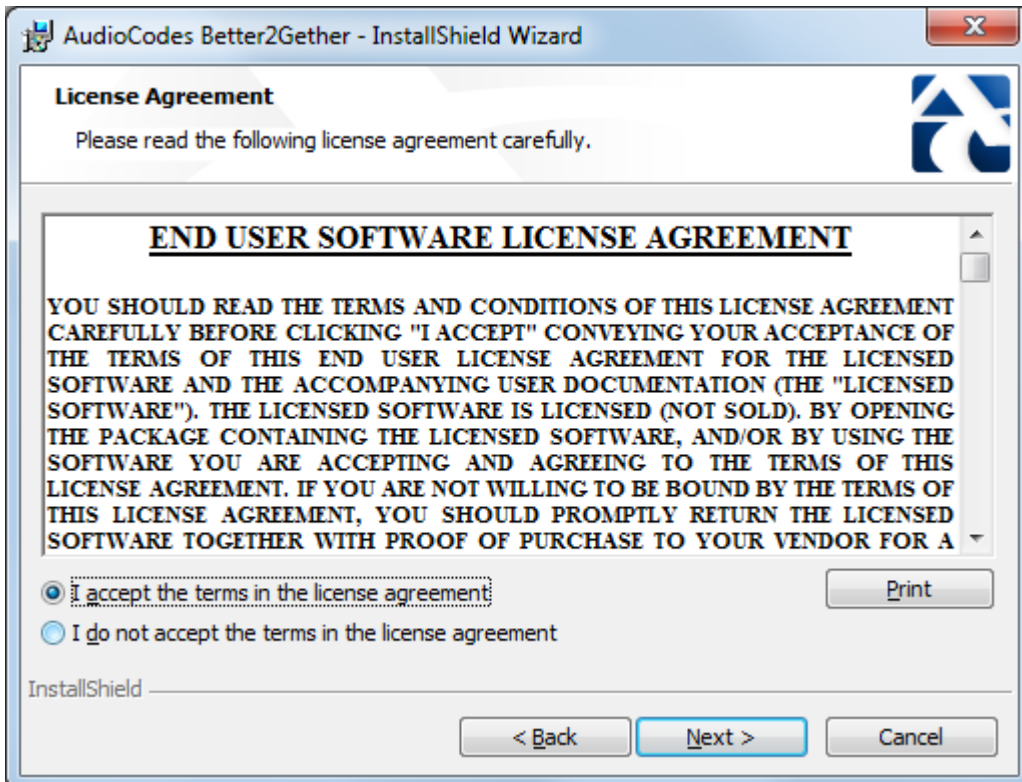 AudioCodes Better2Gether - InstallShield Wizard
License Agreement
Please read the following license agreement carefully.
END USER SOFTWARE LICENSE AGREEMENT
YOU SHOULD READ THE TERMS AND CONDITIONS OF THIS LICENSE AGREEMENT
CAREFULLY BEFORE CLICKING "I ACCEPT" CONVEYING YOUR ACCEPTANCE OF
THE TERMS OF THIS END USER LICENSE AGREEMENT FOR THE LICENSED
SOFTWARE AND THE ACCOMPANYING USER DOCUMENTATION (THE "LICENSED
SOFTWARE"). THE LICENSED SOFTWARE IS LICENSED (NOT SOLD). BY OPENING
THE PACKAGE CONTAINING THE LICENSED SOFTWARE, AND/OR BY USING THE
SOFTWARE YOU ARE ACCEPTING AND AGREEING TO THE TERMS OF THIS
LICENSE AGREEMENT. IF YOU ARE NOT WILLING TO BE BOUND BY THE TERMS OF
THIS LICENSE AGREEMENT, YOU SHOULD PROMPTLY RETURN THE LICENSED
SOFTWARE TOGETHER WITH PROOF OF PURCHASE TO YOUR VENDOR FOR A
I accept the terms in the license agreement
Print
I do not accept the terms in the license agreement
InstallShield
< Back
Next >
Cancel